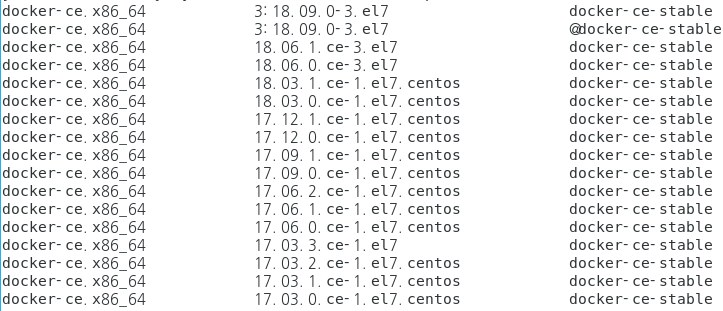 docker-ce.x86_64 3:18.09.0-3.el7 docker-ce-stable
docker-ce.x86_64 3:18.09.0-3.el7 @docker-ce-stable
docker-ce.x86_64 18.06.1.ce-3.el7 docker-ce-stable
docker-ce.x86_64 18.06.0.ce-3.el7 docker-ce-stable
docker-ce.x86_64 18.03.1.ce-1.el7.centos docker-ce-stable
docker-ce.x86_64 18.03.0.ce-1.el7.centos docker-ce-stable
docker-ce.x86_64 17.12.1.ce-1.el7.centos docker-ce-stable
docker-ce.x86_64 17.12.0.ce-1.el7.centos docker-ce-stable
docker-ce.x86_64 17.09.1.ce-1.el7.centos docker-ce-stable
docker-ce.x86_64 17.09.0.ce-1.el7.centos docker-ce-stable
docker-ce.x86_64 17.06.2.ce-1.el7.centos docker-ce-stable
docker-ce.x86_64 17.06.1.ce-1.el7.centos docker-ce-stable
docker-ce.x86_64 17.06.0.ce-1.el7.centos docker-ce-stable
docker-ce.x86_64 17.03.3.ce-1.el7 docker-ce-stable
docker-ce.x86_64 17.03.2.ce-1.el7.centos docker-ce-stable
docker-ce.x86_64 17.03.1.ce-1.el7.centos docker-ce-stable
docker-ce.x86_64 17.03.0.ce-1.el7.centos docker-ce-stable